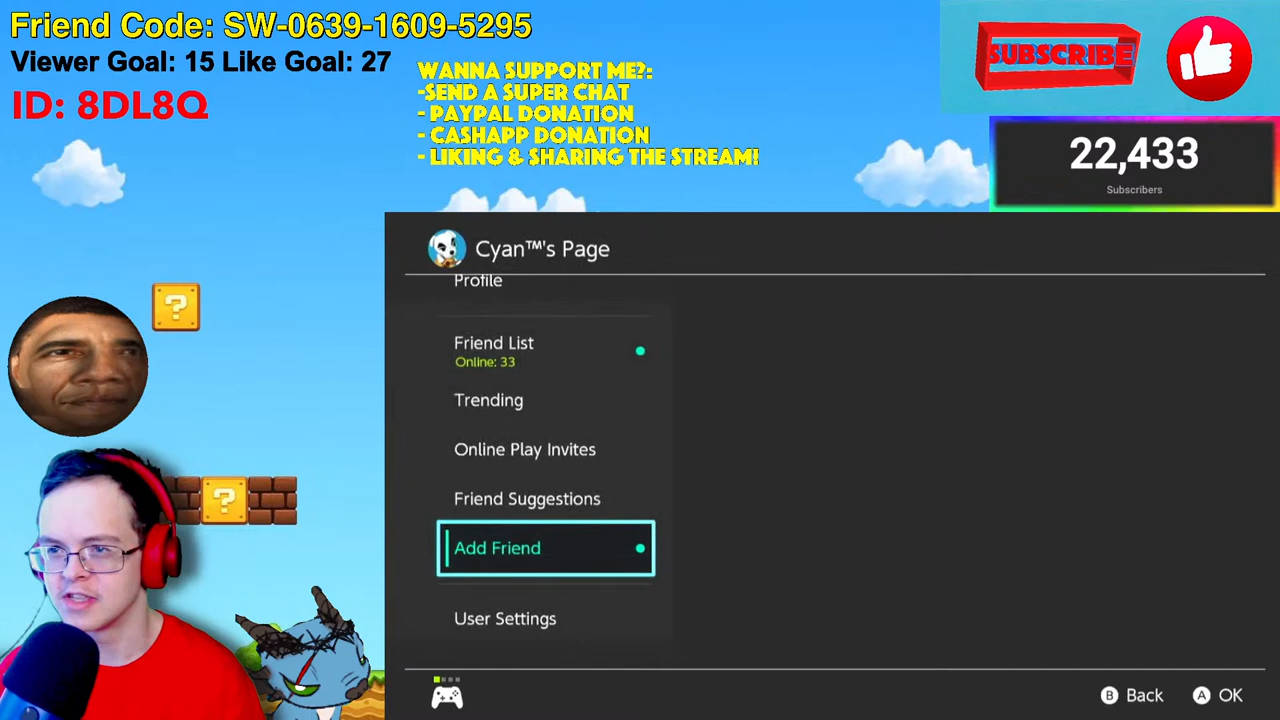 Friend Code: SW-0639-1609-5295
Viewer Goal: 15 Like Goal: 27
ID: 8DL8Q
WANNA SUPPORT ME?:
-SEND A SUPER CHAT
- PAYPAL DONATION
- CASHAPP DONATION
- LIKING & SHARING THE STREAM!
SUBSCRIBE
22,433
Subscribers
Cyan™'s Page
Profile
Friend List
Online: 33
Trending
Online Play Invites
Friend Suggestions
Add Friend
User Settings
B Back A OK